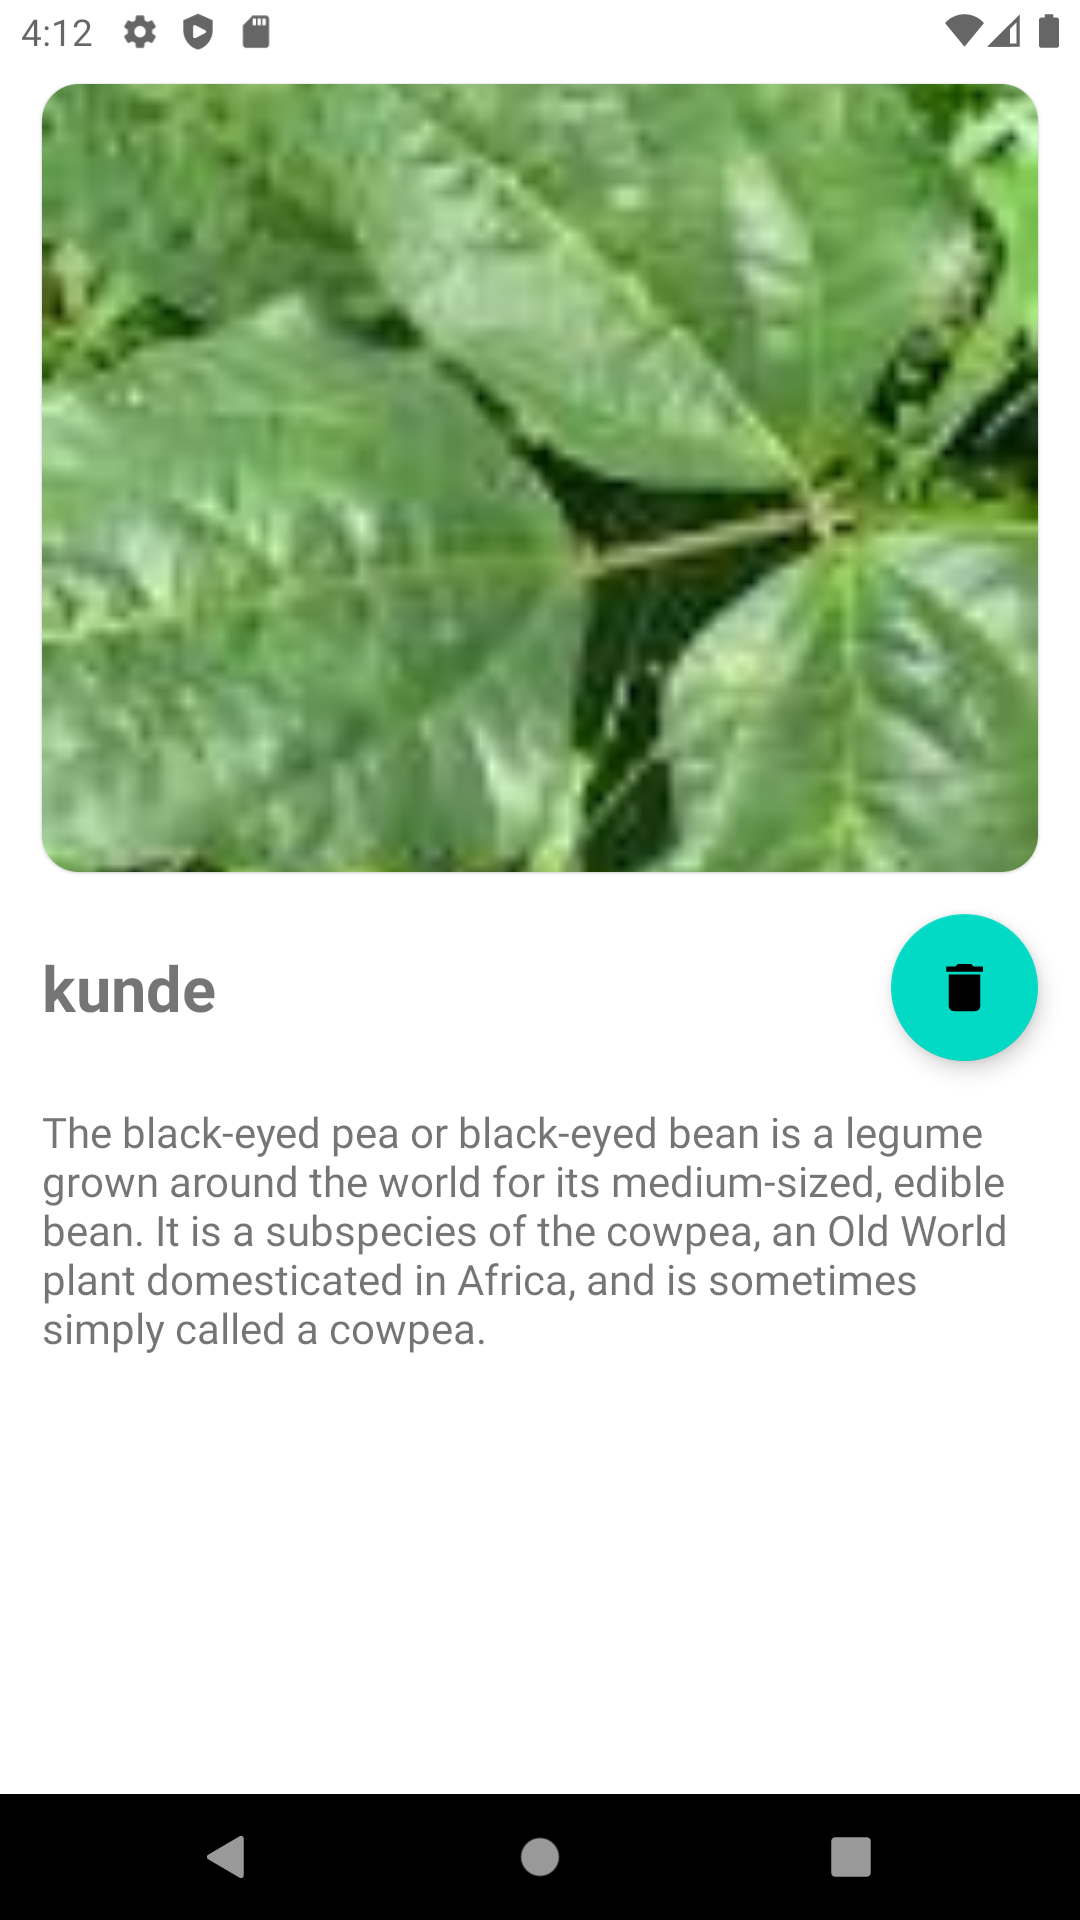 4:12
kunde
The black-eyed pea or black-eyed bean is a legume
grown around the world for its medium-sized, edible
bean. It is a subspecies of the cowpea, an Old World
plant domesticated in Africa, and is sometimes
simply called a cowpea.